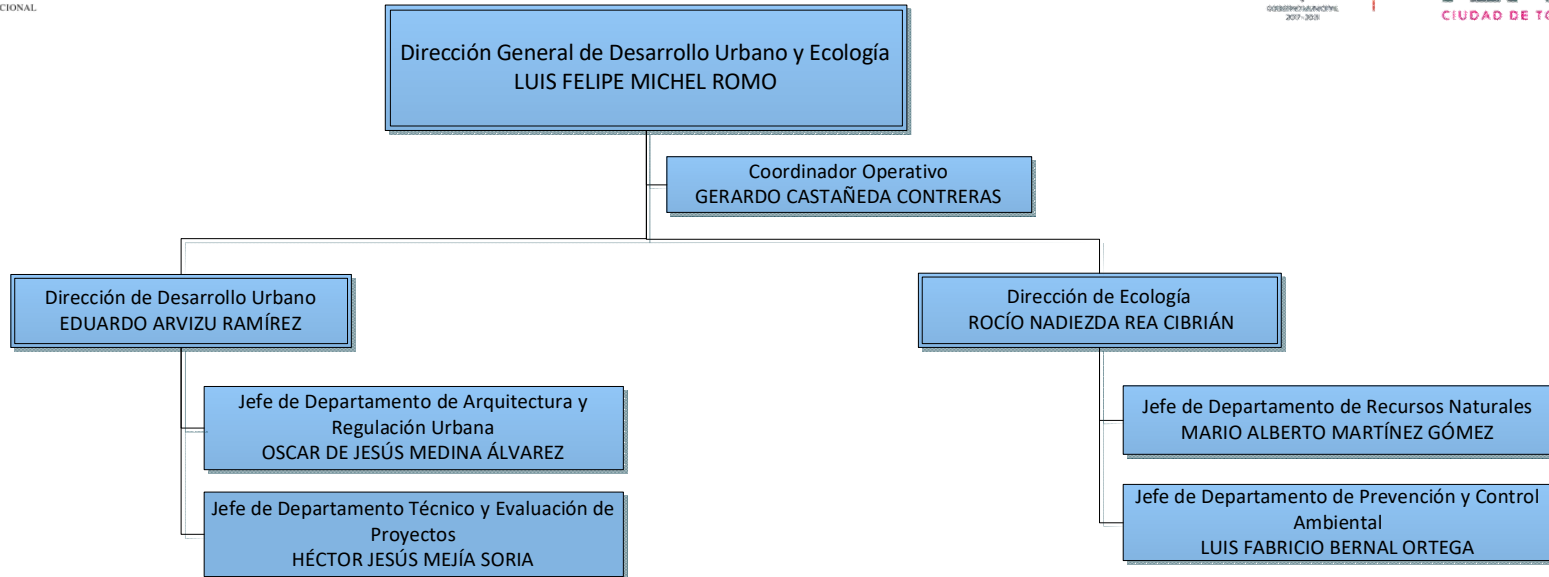 CIONAL
CIUDAD DE TO
Dirección General de Desarrollo Urbano y Ecología
LUIS FELIPE MICHEL ROMO
Coordinador Operativo
GERARDO CASTAÑEDA CONTRERAS
Dirección de Desarrollo Urbano
EDUARDO ARVIZU RAMÍREZ
Jefe de Departamento de Arquitectura y
Regulación Urbana
OSCAR DE JESÚS MEDINA ÁLVAREZ
Jefe de Departamento Técnico y Evaluación de
Proyectos
HÉCTOR JESÚS MEJÍA SORIA
Dirección de Ecología
ROCÍO NADIEZDA REA CIBRIÁN
Jefe de Departamento de Recursos Naturales
MARIO ALBERTO MARTÍNEZ GÓMEZ
Jefe de Departamento de Prevención y Control
Ambiental
LUIS FABRICIO BERNAL ORTEGA